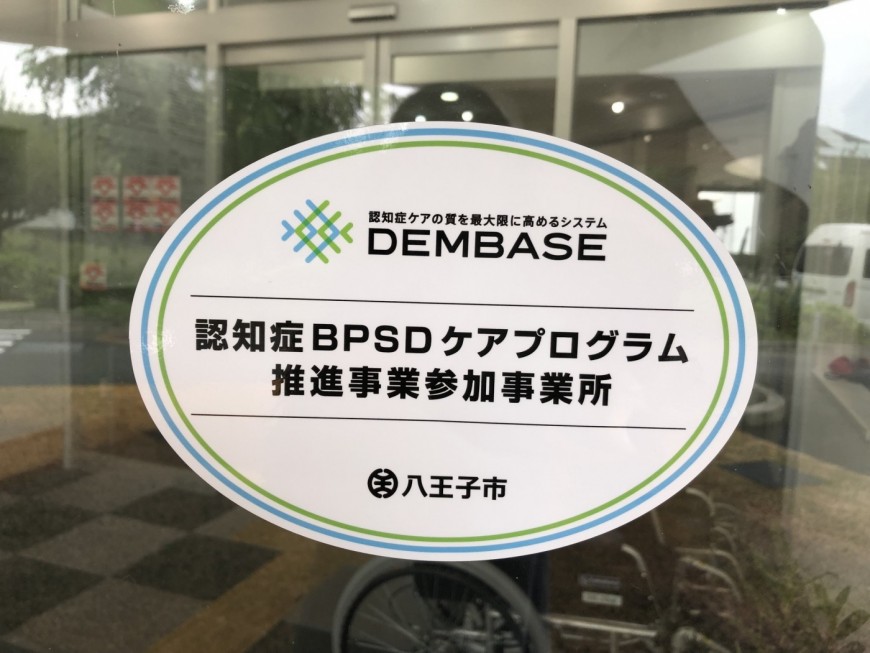 認知症ケアの質を最大限に高めるシステム
DEMBASE
認知症BPSDケアプログラム
推進事業参加事業所
八王子市